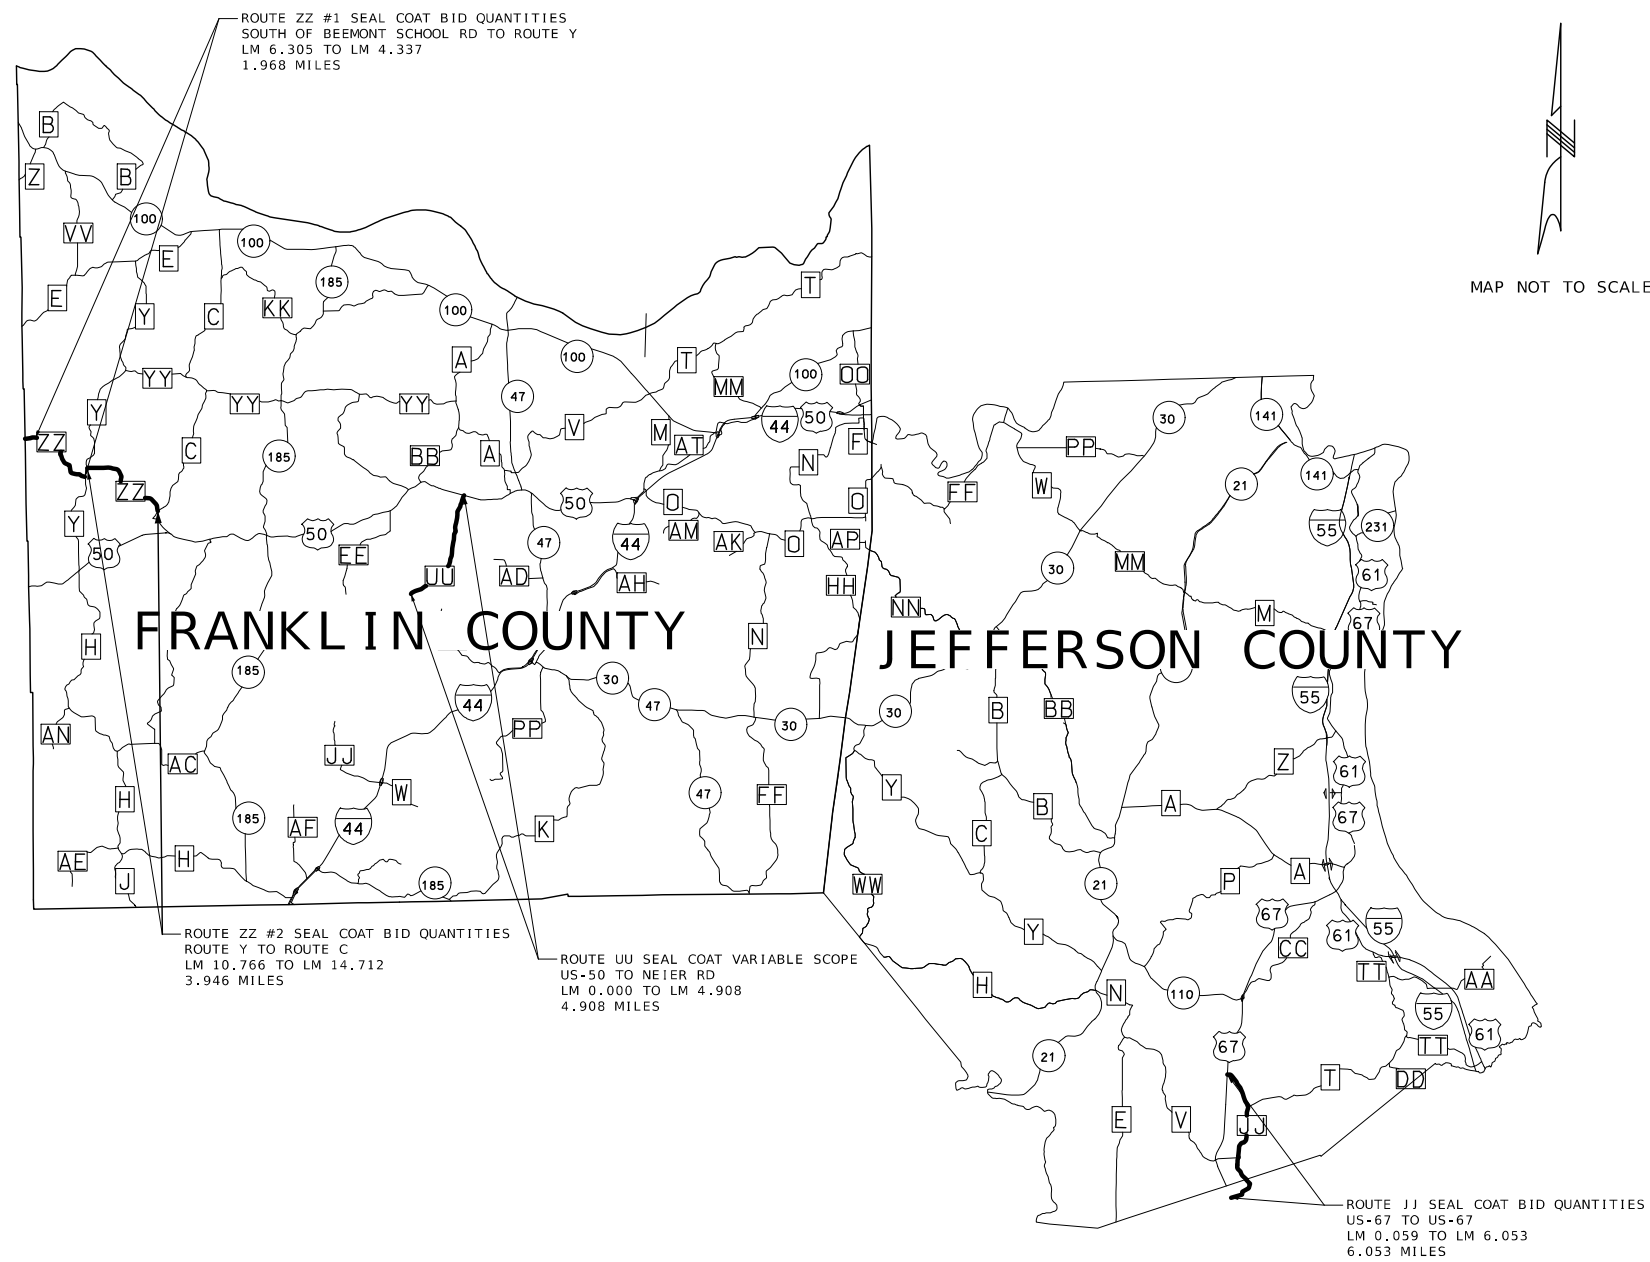 ROUTE ZZ #1 SEAL COAT BID QUANTITIES
SOUTH OF BEEMONT SCHOOL RD TO ROUTE Y
LM 6.305 TO LM 4.337
1.968 MILES
N
MAP NOT TO SCALE
B
Z
B
VV
100
E
100
E
185
Y
C
KK
100
T
100
A
T
YY
MM
100
OO
47
YY
YY
Y
44
50
V
M
ZZ
C
185
BB
A
AT
F
N
ZZ
50
O
O
Y
50
50
EE
47
44
AM
AK
O
AP
UU
AD
AH
HH
30
141
PP
W
FF
21
141
55
231
30
MM
61
NN
M
67
FRANKLIN COUNTY
JEFFERSON COUNTY
H
N
185
30
44
47
30
30
B
BB
55
AN
PP
JJ
AC
Z
61
Y
H
W
47
FF
B
A
67
185
AF
44
K
C
AE
H
J
185
WW
21
P
A
67
61
55
Y
CC
TT
H
N
110
AA
55
61
67
TT
21
T
DD
E
V
JJ
ROUTE ZZ #2 SEAL COAT BID QUANTITIES
ROUTE Y TO ROUTE C
LM 10.766 TO LM 14.712
3.946 MILES
ROUTE UU SEAL COAT VARIABLE SCOPE
US-50 TO NEIER RD
LM 0.000 TO LM 4.908
4.908 MILES
ROUTE JJ SEAL COAT BID QUANTITIES
US-67 TO US-67
LM 0.059 TO LM 6.053
6.053 MILES